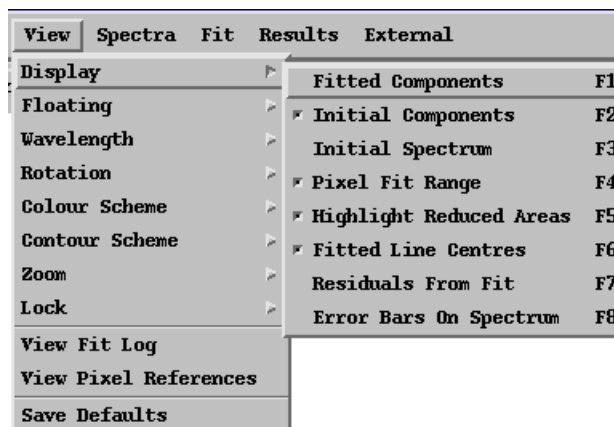 View Spectra Fit Results External
Display
Floating
Wavelength
Rotation
Colour Scheme
Contour Scheme
Zoom
Lock
View Fit Log
View Pixel References
Save Defaults
Fitted Components F1
Initial Components F2
Initial Spectrum F3
Pixel Fit Range F4
Highlight Reduced Areas F5
Fitted Line Centres F6
Residuals From Fit F7
Error Bars On Spectrum F8